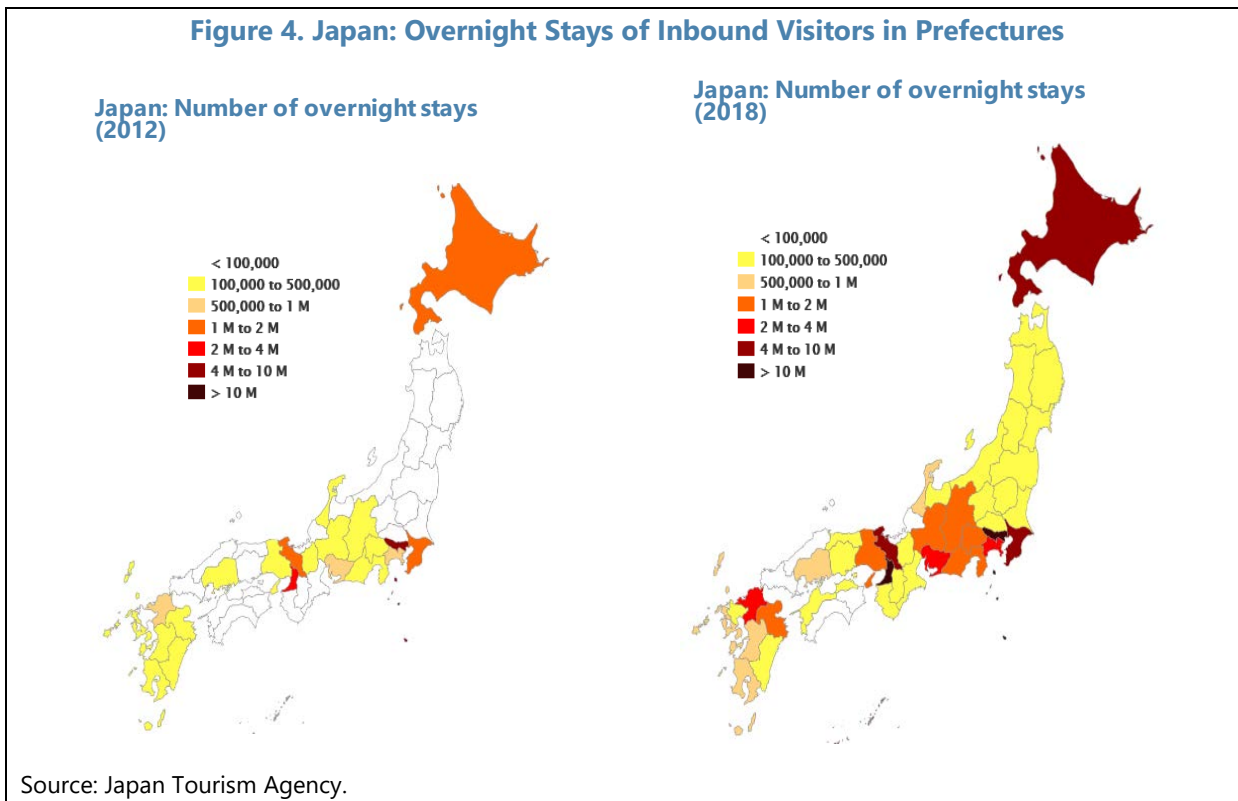 Figure 4. Japan: Overnight Stays of Inbound Visitors in Prefectures
Japan: Number of overnight stays
(2012)
< 100,000
100,000 to 500,000
500,000 to 1 M
1 M to 2 M
2 M to 4 M
4 M to 10 M
> 10 M
Japan: Number of overnight stays
(2018)
< 100,000
100,000 to 500,000
500,000 to 1 M
1 M to 2 M
2 M to 4 M
4 M to 10 M
> 10 M
Source: Japan Tourism Agency.